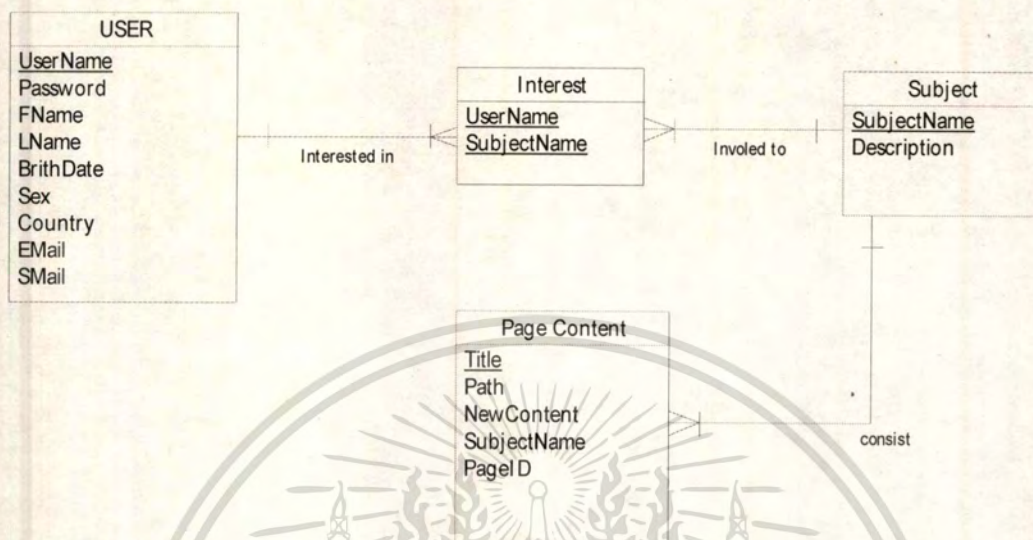 USER
UserName
Password
FName
LName
BrithDate
Sex
Country
EMail
SMail
Interested in
Interest
UserName
SubjectName
Involed to
Subject
SubjectName
Description
Page Content
Title
Path
NewContent
SubjectName
PageID
consist